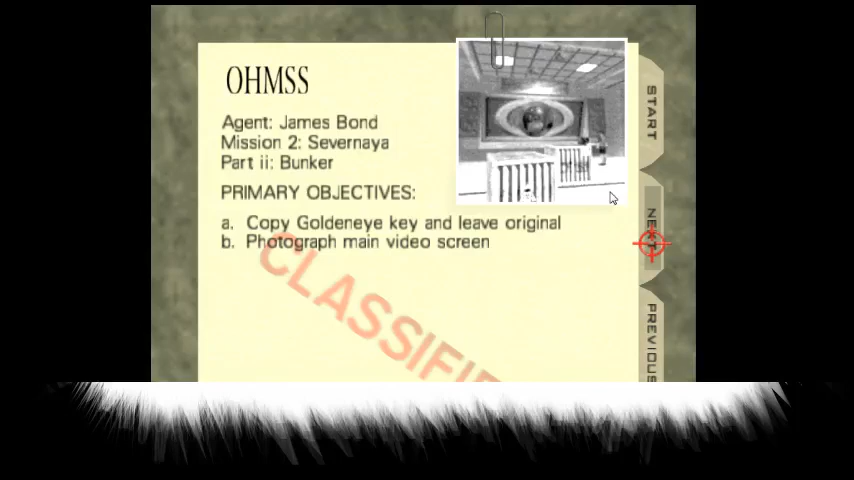 OHMSS
Agent: James Bond
Mission 2: Severnaya
Part ii: Bunker
PRIMARY OBJECTIVES:
a. Copy Goldeneye key and leave original
b. Photograph main video screen
START
NEXT
PREVIOUS